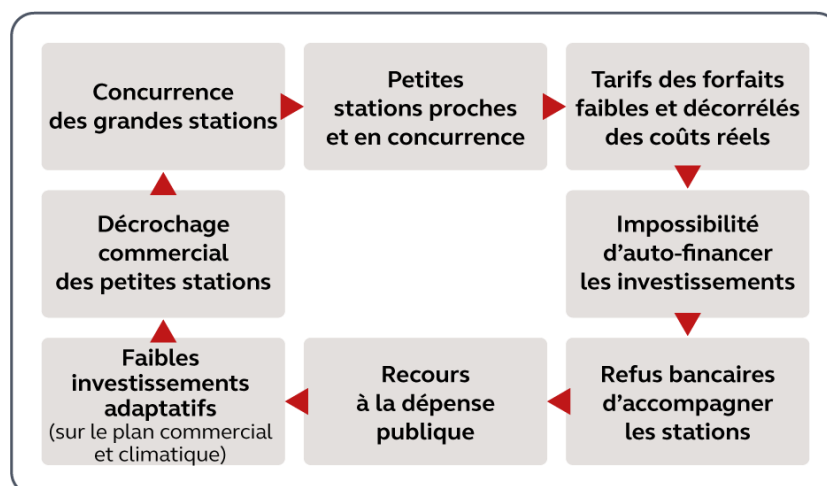 Concurrence
des grandes stations
Petites
stations proches
et en concurrence
Tarifs des forfaits
faibles et décorrélés
des coûts réels
Décrochage
commercial
des petites stations
Impossibilité
d’auto-financer
les investissements
Faibles
investissements
adaptatifs
(sur le plan commercial
et climatique)
Recours
à la dépense
publique
Refus bancaires
d’accompagner
les stations